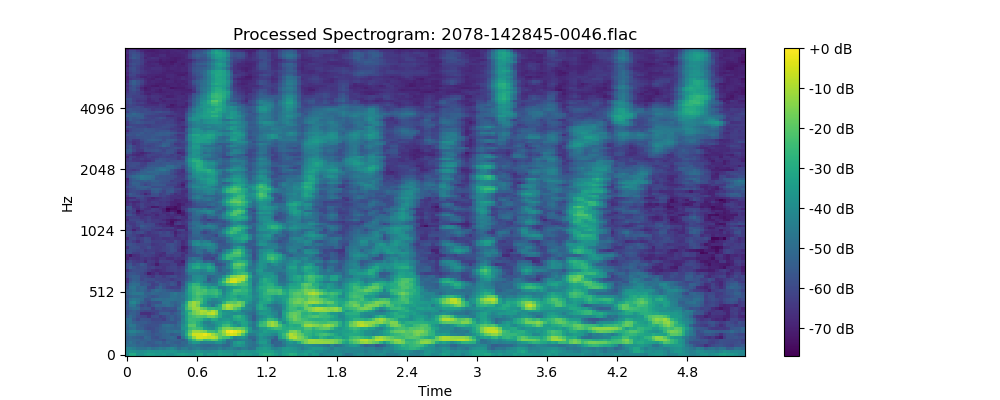 Processed Spectrogram: 2078-142845-0046.flac
Hz
4096
2048
1024
512
0
0 0.6 1.2 1.8 2.4 3 3.6 4.2 4.8
Time
+0 dB
-10 dB
-20 dB
-30 dB
-40 dB
-50 dB
-60 dB
-70 dB